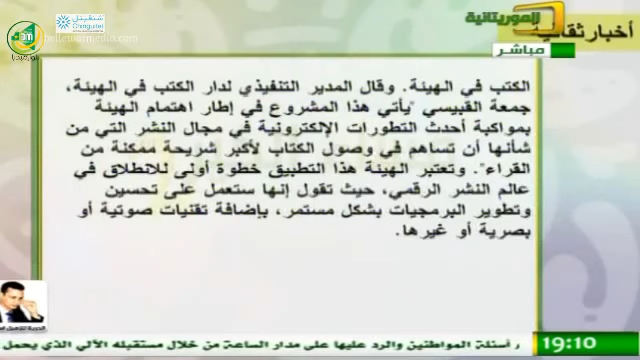 شنقيتل
Chinguitel
bellewarmedia.com
الموريتانية
أخبار ثقافية
مباشر
الكتب في الهيئة. وقال المدير التنفيذي لدار الكتب في الهيئة،
جمعة القبيسي "يأتي هذا المشروع في إطار اهتمام الهيئة
بمواكبة أحدث التطورات الإلكترونية في مجال النشر التي من
شأنها أن تساهم في وصول الكتاب لأكبر شريحة ممكنة من
القراء". وتعتبر الهيئة هذا التطبيق خطوة أولى للانطلاق في
عالم النشر الرقمي، حيث تقول إنها ستعمل على تحسين
وتطوير البرمجيات بشكل مستمر، بإضافة تقنيات صوتية أو
بصرية أو غيرها.
ر أسئلة المواطنين والرد عليها على مدار الساعة من خلال مستقبله الآلي الذي يحمل
19:10